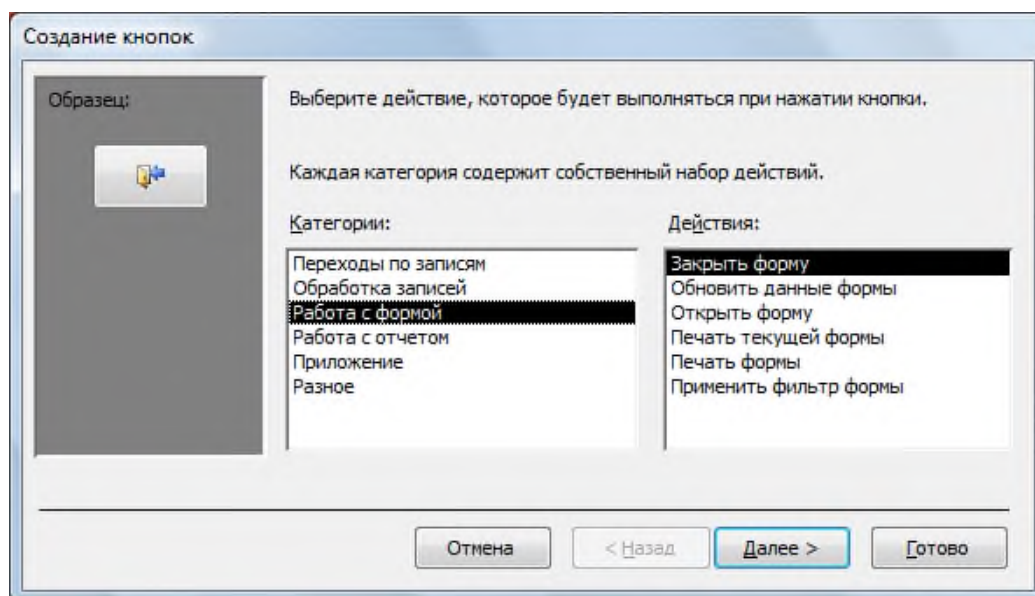 Создание кнопок
Образец:
Выберите действие, которое будет выполняться при нажатии кнопки.
Каждая категория содержит собственный набор действий.
Категории:
Переходы по записям
Обработка записей
Работа с формой
Работа с отчетом
Приложение
Разное
Действия:
Закрыть форму
Обновить данные формы
Открыть форму
Печать текущей формы
Печать формы
Применить фильтр формы
Отмена
< Назад
Далее >
Готово